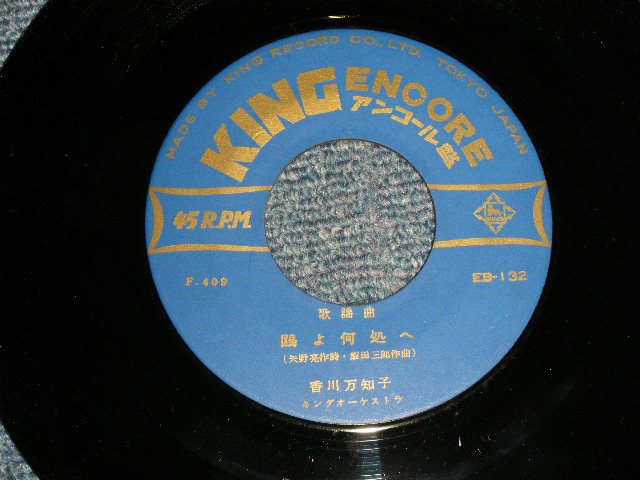 MADE BY KING RECORD CO., LTD. TOKYO JAPAN
KING ENCORE
アンコール盤
45 R.P.M.
F. 409
EB-132
歌謡曲
鴎よ何処へ
(矢野亮作詩・飯田三郎作曲)
香川万知子
キングオーケストラ